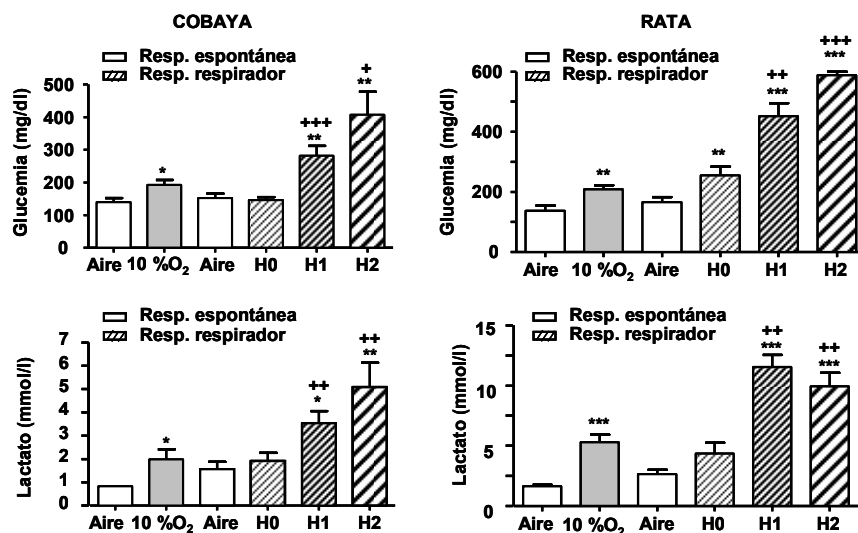 COBAYA
Resp. espontánea
Resp. respirador
Glucemia (mg/dl)
500
400
300
200
100
0
*
+++
**
+
**
Aire 10 %O₂ Aire H0 H1 H2
RATA
Resp. espontánea
Resp. respirador
Glucemia (mg/dl)
600
400
200
0
**
**
++
***
+++
***
Aire 10 %O₂ Aire H0 H1 H2
Resp. espontánea
Resp. respirador
Lactato (mmol/l)
7
6
5
4
3
2
1
0
*
++
*
++
**
Aire 10 %O₂ Aire H0 H1 H2
Resp. espontánea
Resp. respirador
Lactato (mmol/l)
15
10
5
0
***
++
***
++
***
Aire 10 %O₂ Aire H0 H1 H2